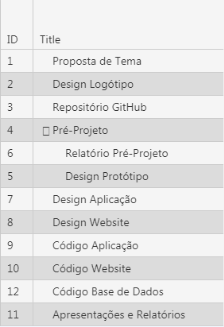 ID Title
1 Proposta de Tema
2 Design Logótipo
3 Repositório GitHub
4 Pré-Projeto
6 Relatório Pré-Projeto
5 Design Protótipo
7 Design Aplicação
8 Design Website
9 Código Aplicação
10 Código Website
12 Código Base de Dados
11 Apresentações e Relatórios